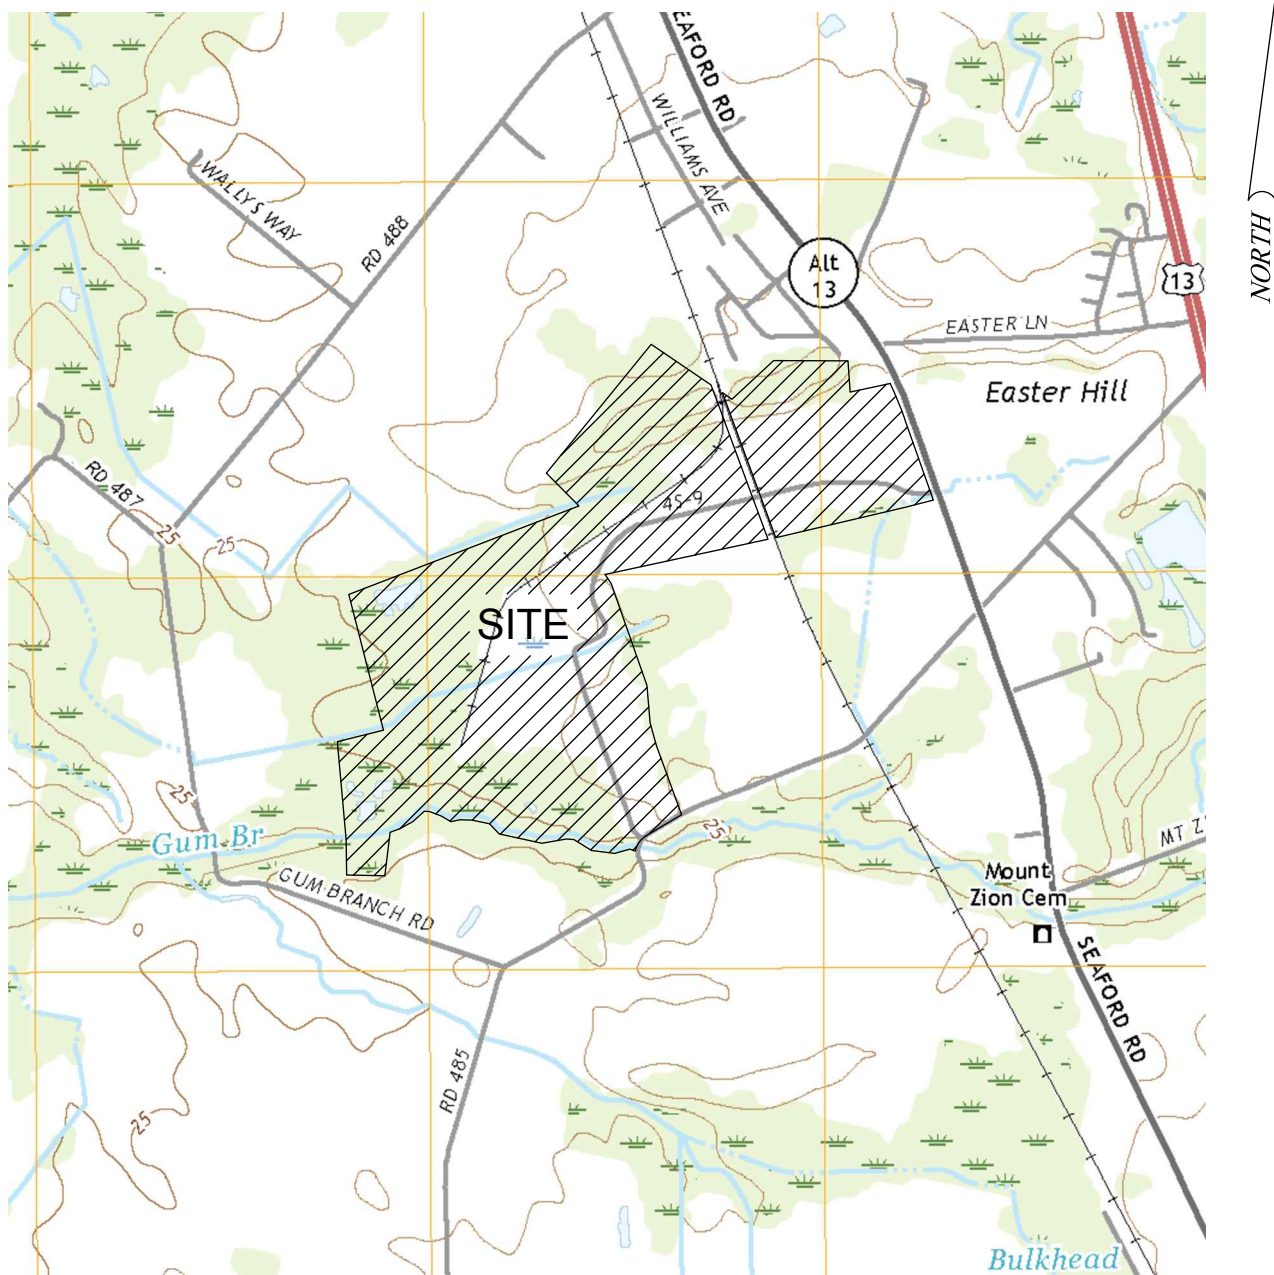 SEAFORD RD
WILLIAMS AVE
WALLYS WAY
RD 488
NORTH
Alt
13
13
EASTER LN
Easter Hill
RD 487
25
25
45-9
SITE
25
Gum Br
25
MT Z
Mount
Zion Cem
GUM BRANCH RD
SEAFORD RD
RD 485
25
Bulkhead